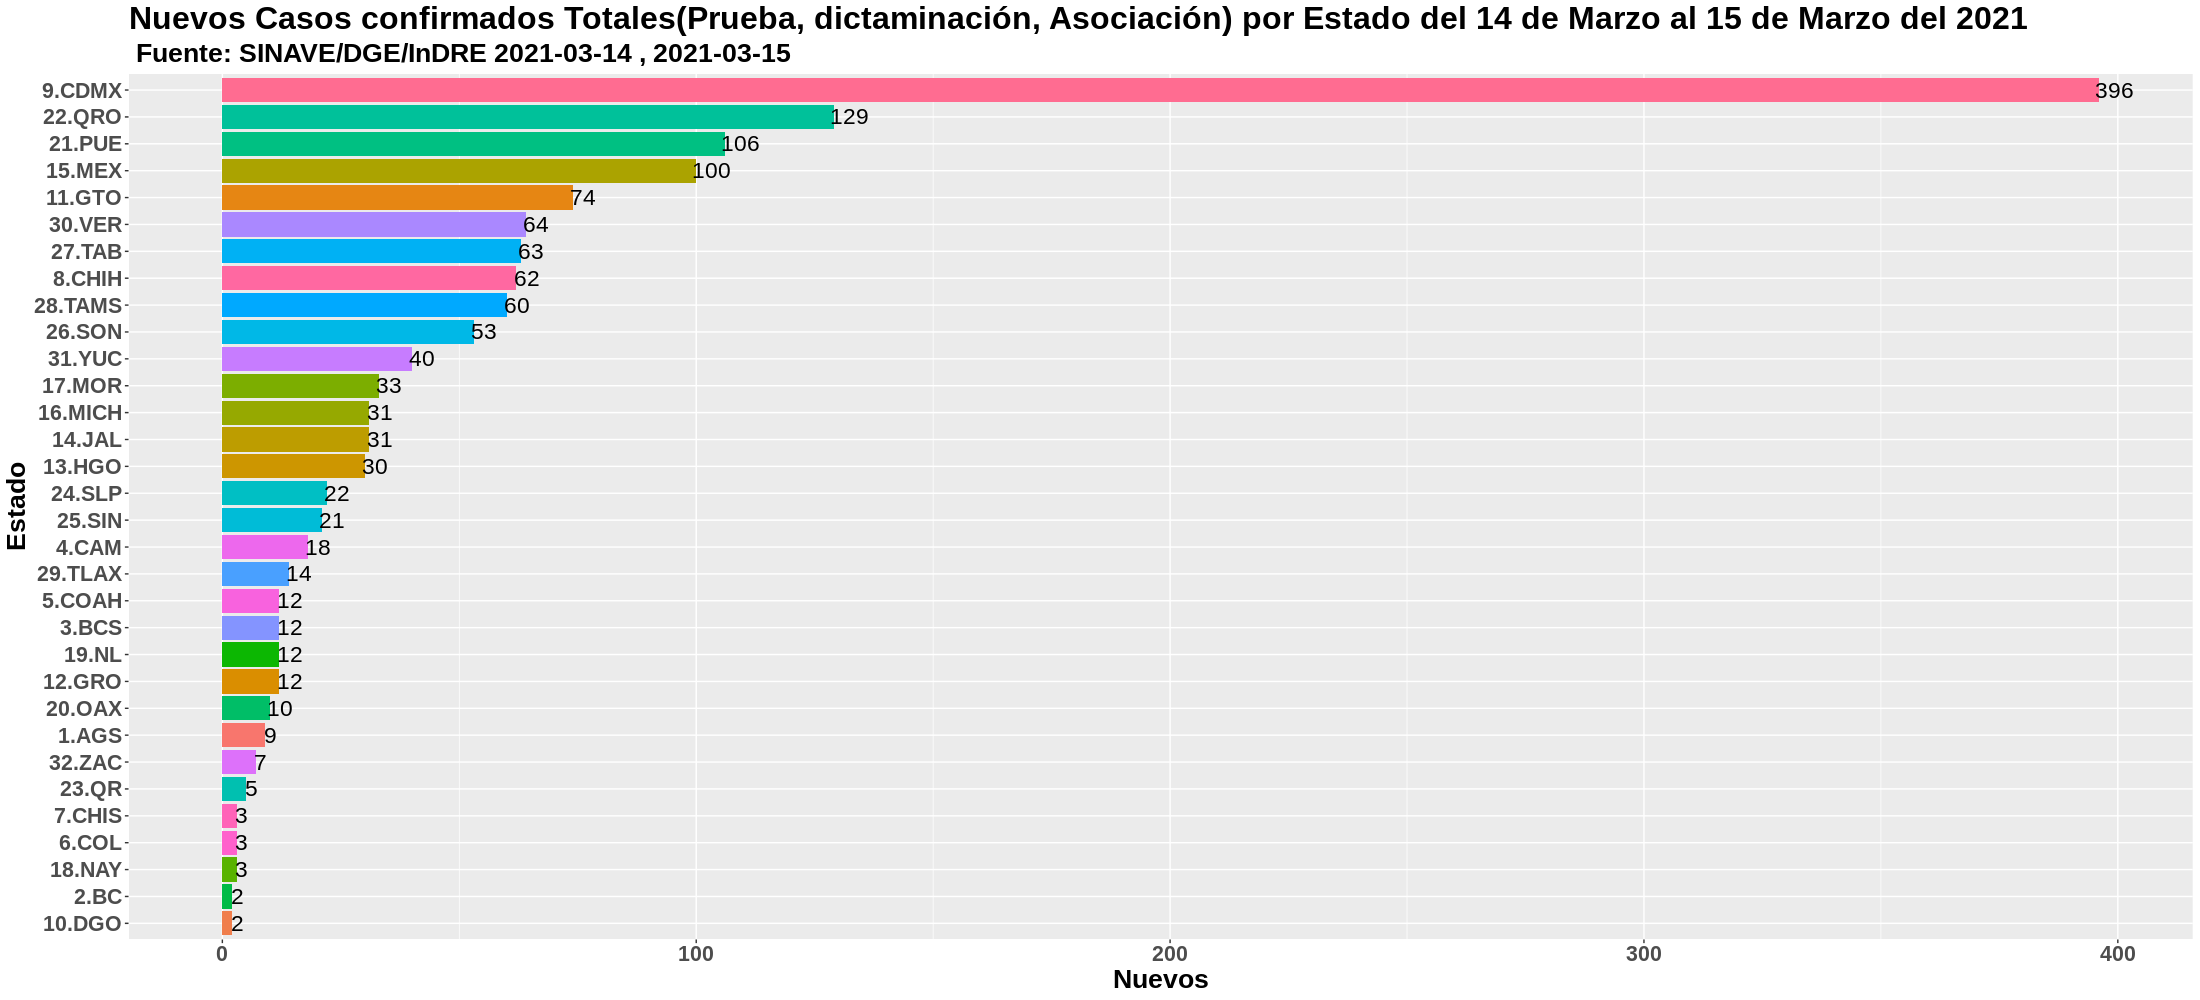 Nuevos Casos confirmados Totales(Prueba, dictaminación, Asociación) por Estado del 14 de Marzo al 15 de Marzo del 2021
Fuente: SINAVE/DGE/InDRE 2021-03-14 , 2021-03-15
Estado
9.CDMX 396
22.QRO 129
21.PUE 106
15.MEX 100
11.GTO 74
30.VER 64
27.TAB 63
8.CHIH 62
28.TAMS 60
26.SON 53
31.YUC 40
17.MOR 33
16.MICH 31
14.JAL 31
13.HGO 30
24.SLP 22
25.SIN 21
4.CAM 18
29.TLAX 14
5.COAH 12
3.BCS 12
19.NL 12
12.GRO 12
20.OAX 10
1.AGS 9
32.ZAC 7
23.QR 5
7.CHIS 3
6.COL 3
18.NAY 3
2.BC 2
10.DGO 2
0 100 200 300 400
Nuevos